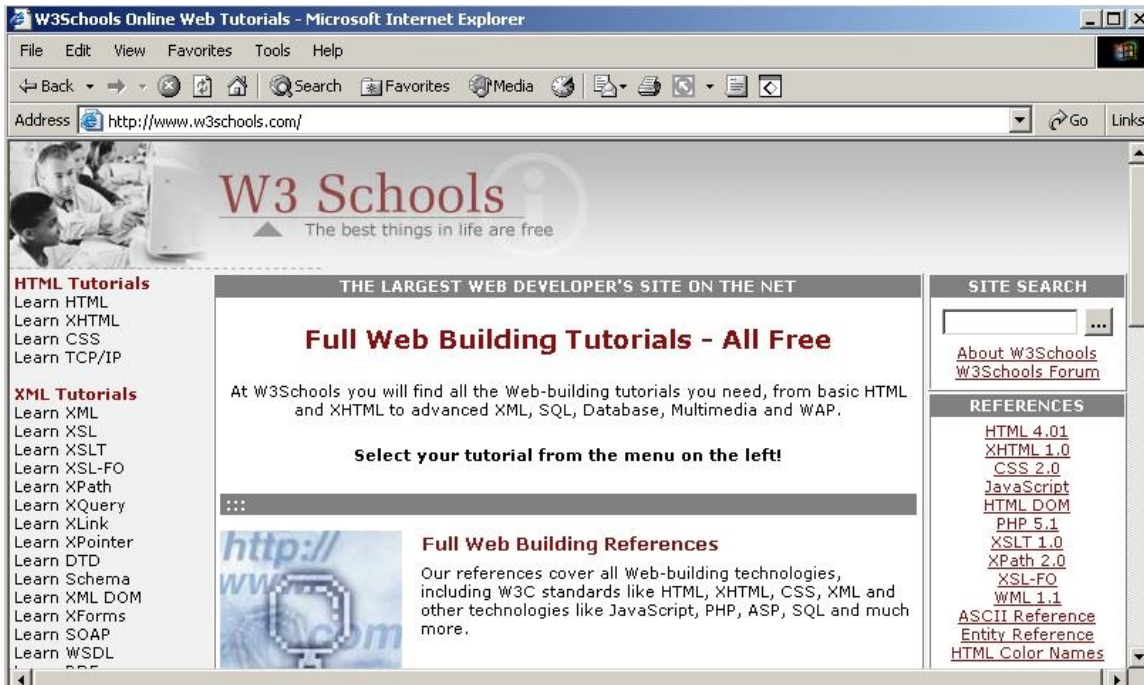 W3Schools Online Web Tutorials - Microsoft Internet Explorer
File Edit View Favorites Tools Help
Back Search Favorites Media
Address http://www.w3schools.com/ Go Links
W3 Schools
The best things in life are free
HTML Tutorials
Learn HTML
Learn XHTML
Learn CSS
Learn TCP/IP
XML Tutorials
Learn XML
Learn XSL
Learn XSLT
Learn XSL-FO
Learn XPath
Learn XQuery
Learn XLink
Learn XPointer
Learn DTD
Learn Schema
Learn XML DOM
Learn XForms
Learn SOAP
Learn WSDL
THE LARGEST WEB DEVELOPER'S SITE ON THE NET
Full Web Building Tutorials - All Free
At W3Schools you will find all the Web-building tutorials you need, from basic HTML
and XHTML to advanced XML, SQL, Database, Multimedia and WAP.
Select your tutorial from the menu on the left!
:::
http://
www
.com
Full Web Building References
Our references cover all Web-building technologies,
including W3C standards like HTML, XHTML, CSS, XML and
other technologies like JavaScript, PHP, ASP, SQL and much
more.
SITE SEARCH
...
About W3Schools
W3Schools Forum
REFERENCES
HTML 4.01
XHTML 1.0
CSS 2.0
JavaScript
HTML DOM
PHP 5.1
XSLT 1.0
XPath 2.0
XSL-FO
WML 1.1
ASCII Reference
Entity Reference
HTML Color Names